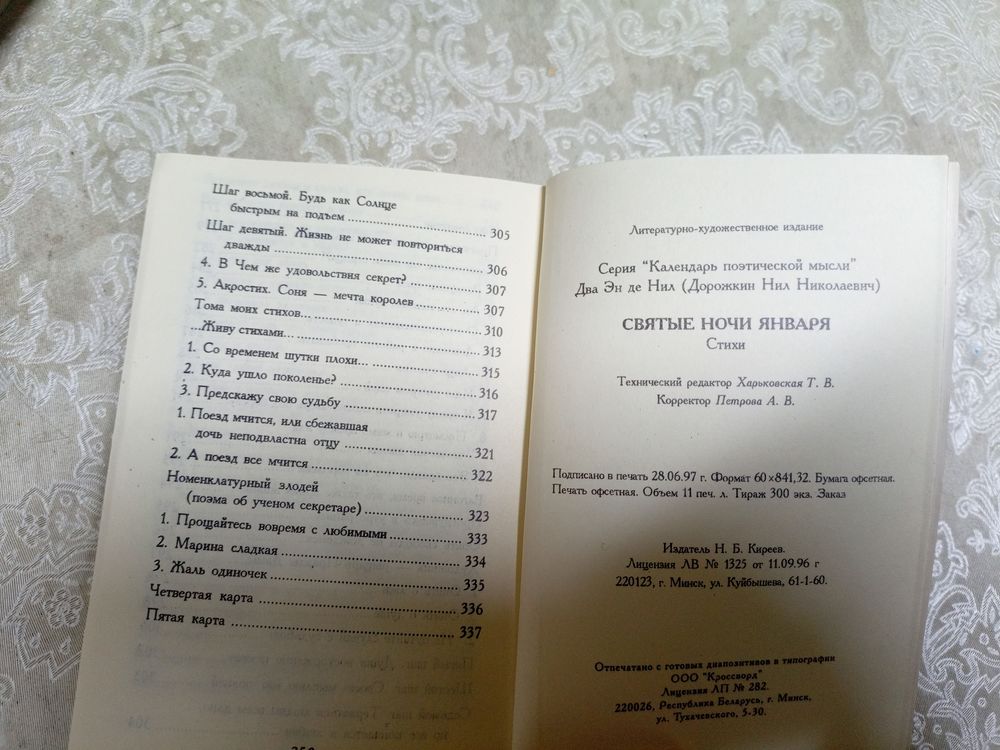 Шаг восьмой. Будь как Солнце
быстрым на подъем ........ 305
Шаг девятый. Жизнь не может повториться
дважды ........ 306
4. В Чем же удовольствия секрет? ........ 307
5. Акростих. Соня — мечта королев ........ 307
Тома моих стихов... ........ 310
...Живу стихами... ........ 313
1. Со временем шутки плохи... ........ 315
2. Куда ушло поколенье? ........ 316
3. Предскажу свою судьбу ........ 317
1. Поезд мчится, или сбежавшая
дочь неподвластна отцу ........ 321
2. А поезд все мчится ........ 322
Номенклатурный злодей
(поэма об ученом секретаре) ........ 323
1. Прощайтесь вовремя с любимыми ........ 333
2. Марина сладкая ........ 334
3. Жаль одиночек ........ 335
Четвертая карта ........ 336
Пятая карта ........ 337
Литературно-художественное издание
Серия "Календарь поэтической мысли"
Два Эн де Нил (Дорожкин Нил Николаевич)
СВЯТЫЕ НОЧИ ЯНВАРЯ
Стихи
Технический редактор Харьковская Т. В.
Корректор Петрова А. В.
Подписано в печать 28.06.97 г. Формат 60×841,32. Бумага офсетная.
Печать офсетная. Объем 11 печ. л. Тираж 300 экз. Заказ
Издатель Н. Б. Киреев.
Лицензия ЛВ № 1325 от 11.09.96 г
220123, г. Минск, ул. Куйбышева, 61-1-60.
Отпечатано с готовых диапозитивов в типографии
ООО "Кроссворд"
Лицензия ЛП № 282.
220026, Республика Беларусь, г. Минск,
ул. Тухачевского, 5-30.